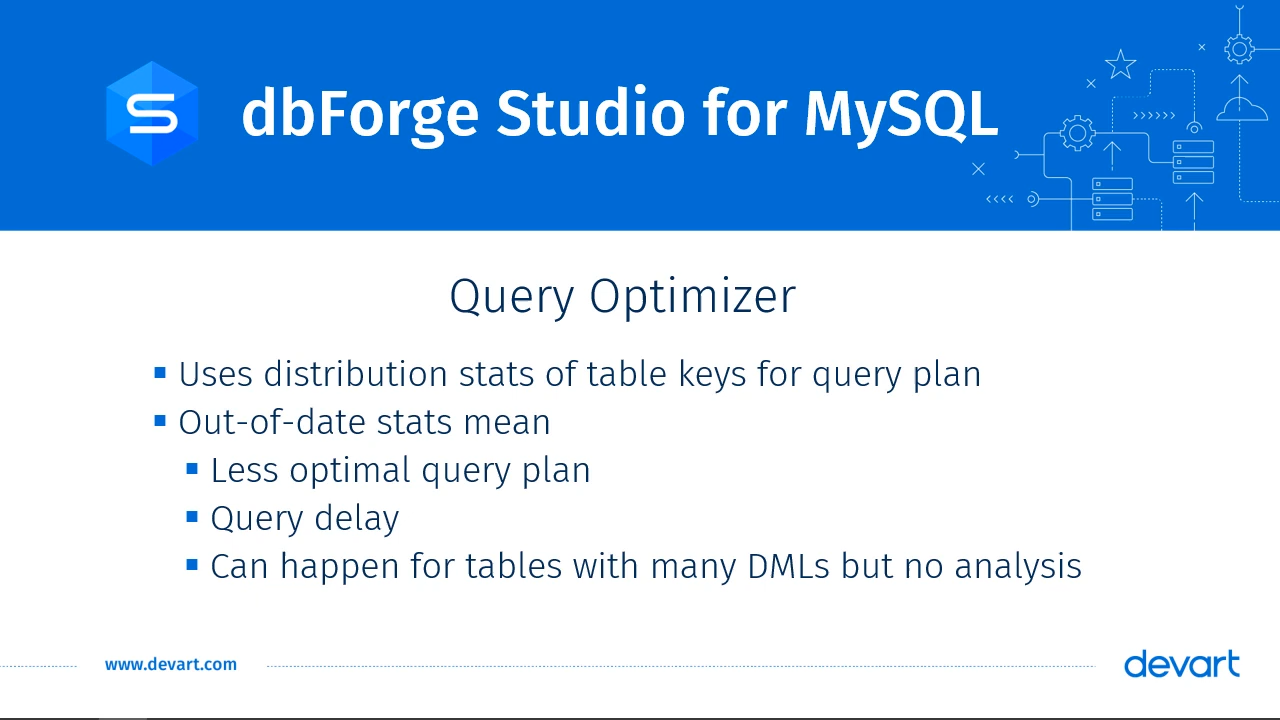 dbForge Studio for MySQL
Query Optimizer
▪ Uses distribution stats of table keys for query plan
▪ Out-of-date stats mean
▪ Less optimal query plan
▪ Query delay
▪ Can happen for tables with many DMLs but no analysis
www.devart.com
devart